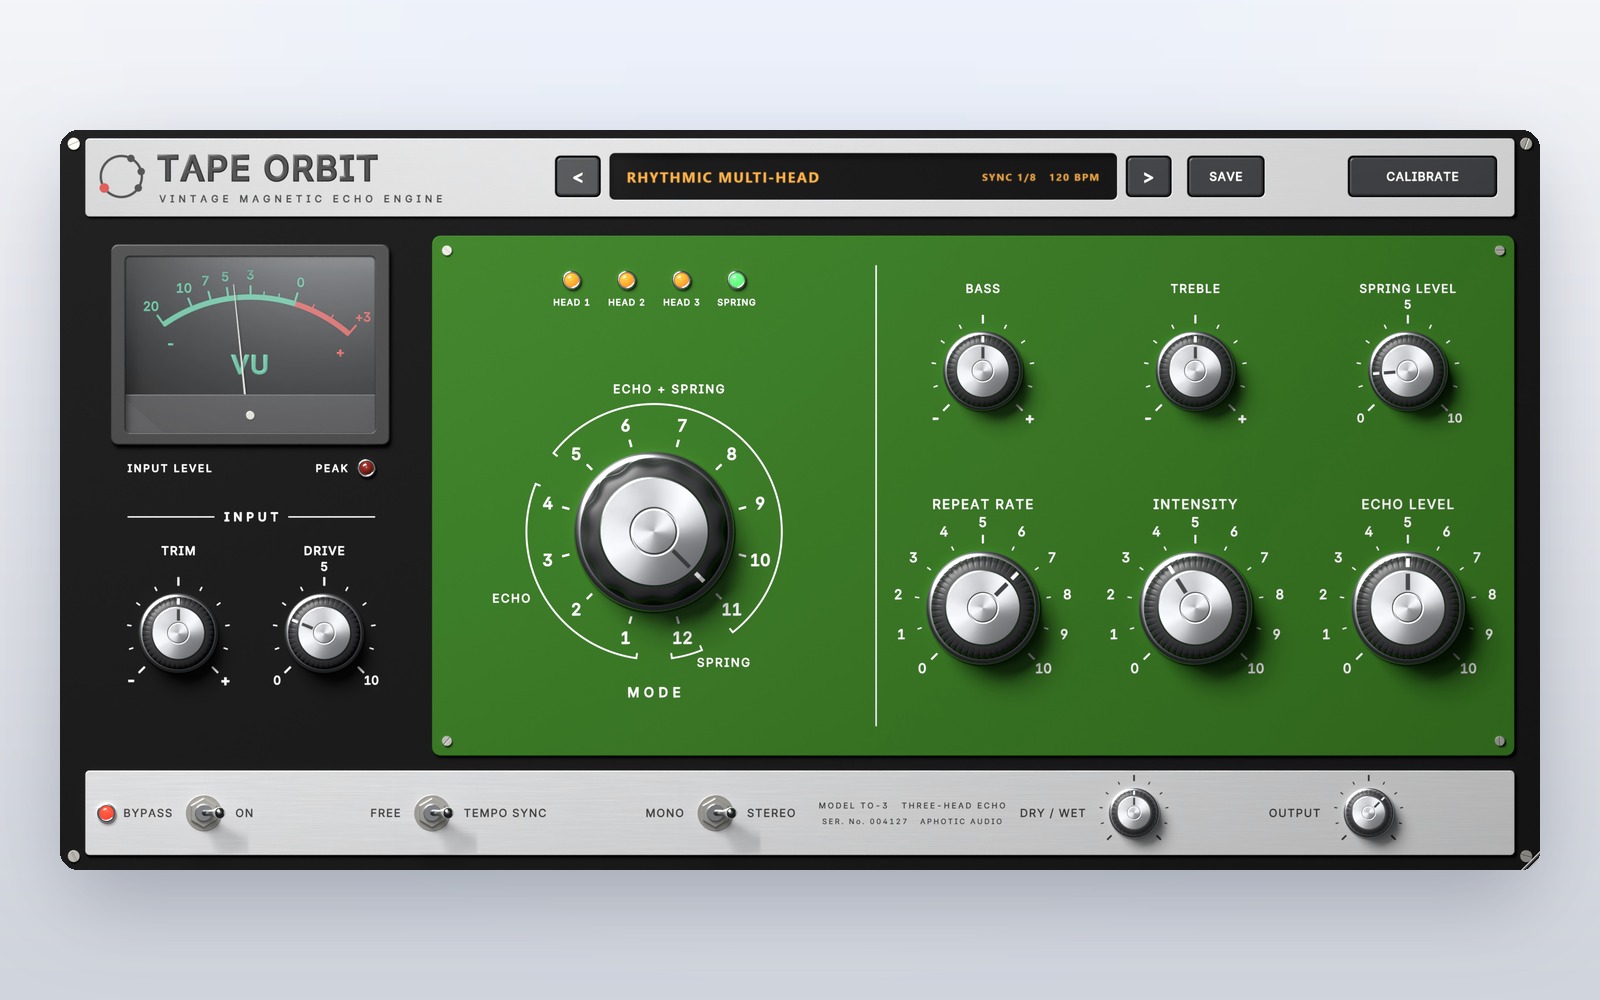 TAPE ORBIT
VINTAGE MAGNETIC ECHO ENGINE
<
RHYTHMIC MULTI-HEAD
SYNC 1/8 120 BPM
>
SAVE
CALIBRATE
20 10 7 5 3 0 +3
- +
VU
INPUT LEVEL
PEAK
INPUT
TRIM
- +
DRIVE
5
0 10
HEAD 1
HEAD 2
HEAD 3
SPRING
ECHO + SPRING
1 2 3 4 5 6 7 8 9 10 11 12
ECHO
SPRING
MODE
BASS
- +
TREBLE
- +
SPRING LEVEL
5
0 10
REPEAT RATE
0 1 2 3 4 5 6 7 8 9 10
INTENSITY
0 1 2 3 4 5 6 7 8 9 10
ECHO LEVEL
0 1 2 3 4 5 6 7 8 9 10
BYPASS
ON
FREE
TEMPO SYNC
MONO
STEREO
MODEL TO-3 THREE-HEAD ECHO
SER. No. 004127 APHOTIC AUDIO
DRY / WET
OUTPUT